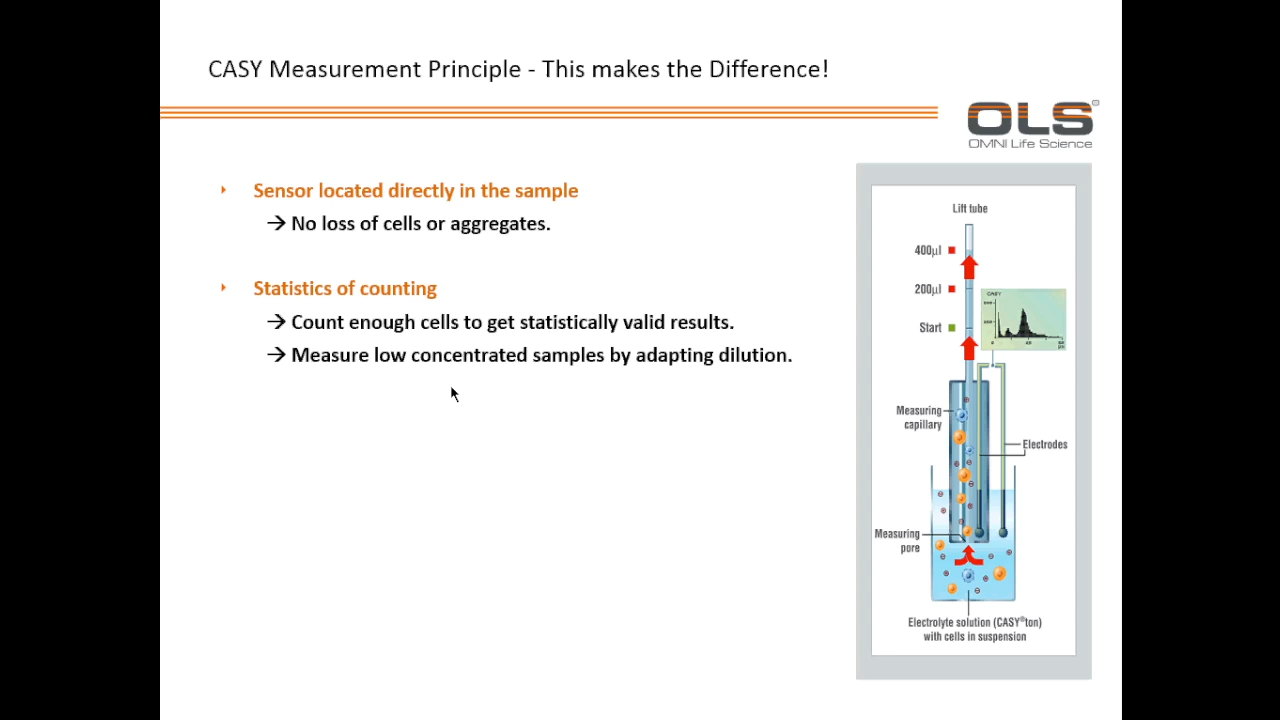 CASY Measurement Principle - This makes the Difference!
OLS®
OMNI Life Science
Sensor located directly in the sample
→ No loss of cells or aggregates.
Statistics of counting
→ Count enough cells to get statistically valid results.
→ Measure low concentrated samples by adapting dilution.
Lift tube
400µl
200µl
CASY
Start
Measuring
capillary
Electrodes
Measuring
pore
Electrolyte solution (CASY®ton)
with cells in suspension